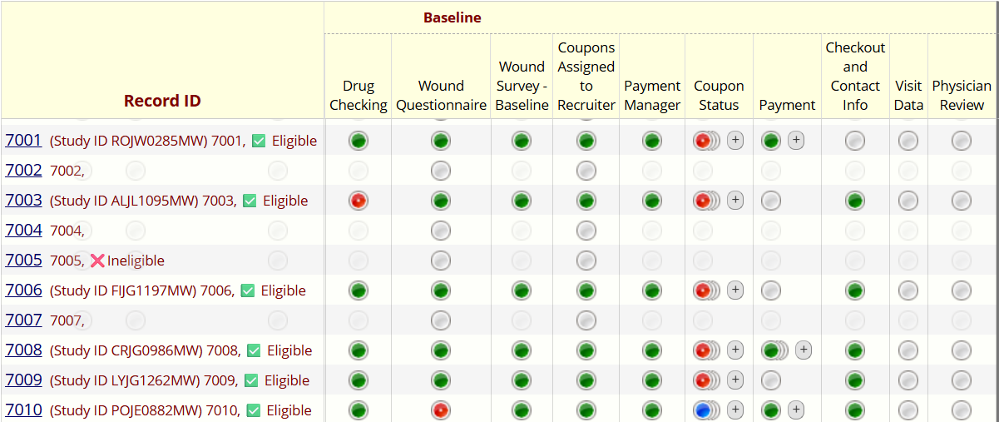 Baseline
Record ID
Drug Checking
Wound Questionnaire
Wound Survey - Baseline
Coupons Assigned to Recruiter
Payment Manager
Coupon Status
Payment
Checkout and Contact Info
Visit Data
Physician Review
7001 (Study ID ROJW0285MW) 7001, ✅ Eligible + +
7002 7002,
7003 (Study ID ALJL1095MW) 7003, ✅ Eligible +
7004 7004,
7005 7005, ❌ Ineligible
7006 (Study ID FIJG1197MW) 7006, ✅ Eligible +
7007 7007,
7008 (Study ID CRJG0986MW) 7008, ✅ Eligible + +
7009 (Study ID LYJG1262MW) 7009, ✅ Eligible +
7010 (Study ID POJE0882MW) 7010, ✅ Eligible + +